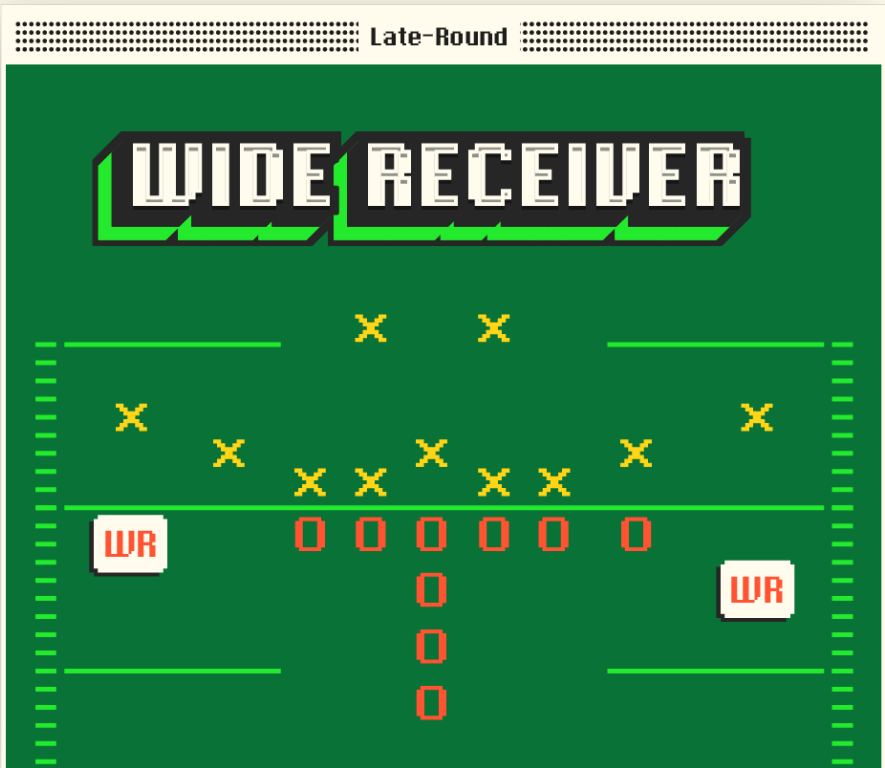 Late-Round
WIDE RECEIVER
X X
X X
X X X
X X X X
WR O O O O O O
O WR
O
O